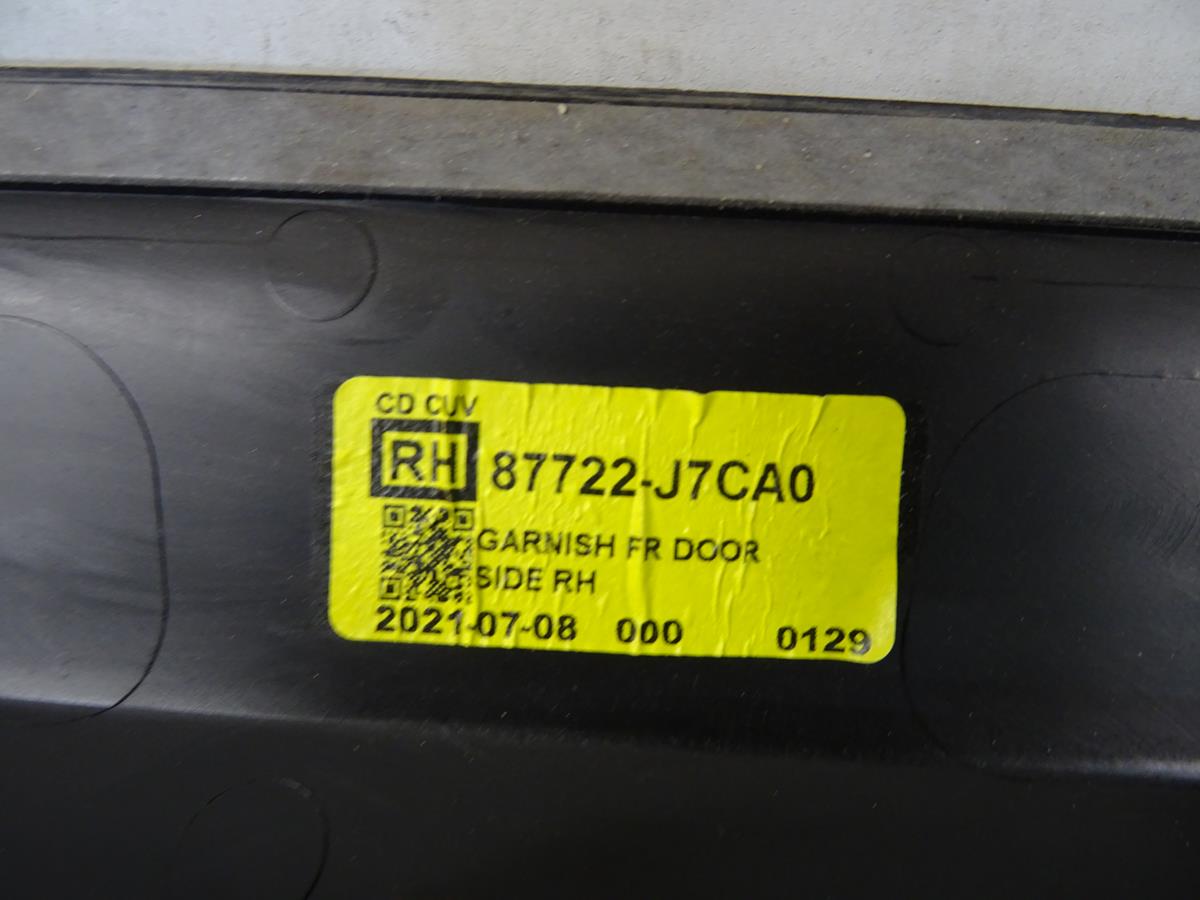 CD CUV
RH 87722-J7CA0
GARNISH FR DOOR
SIDE RH
2021-07-08 000 0129